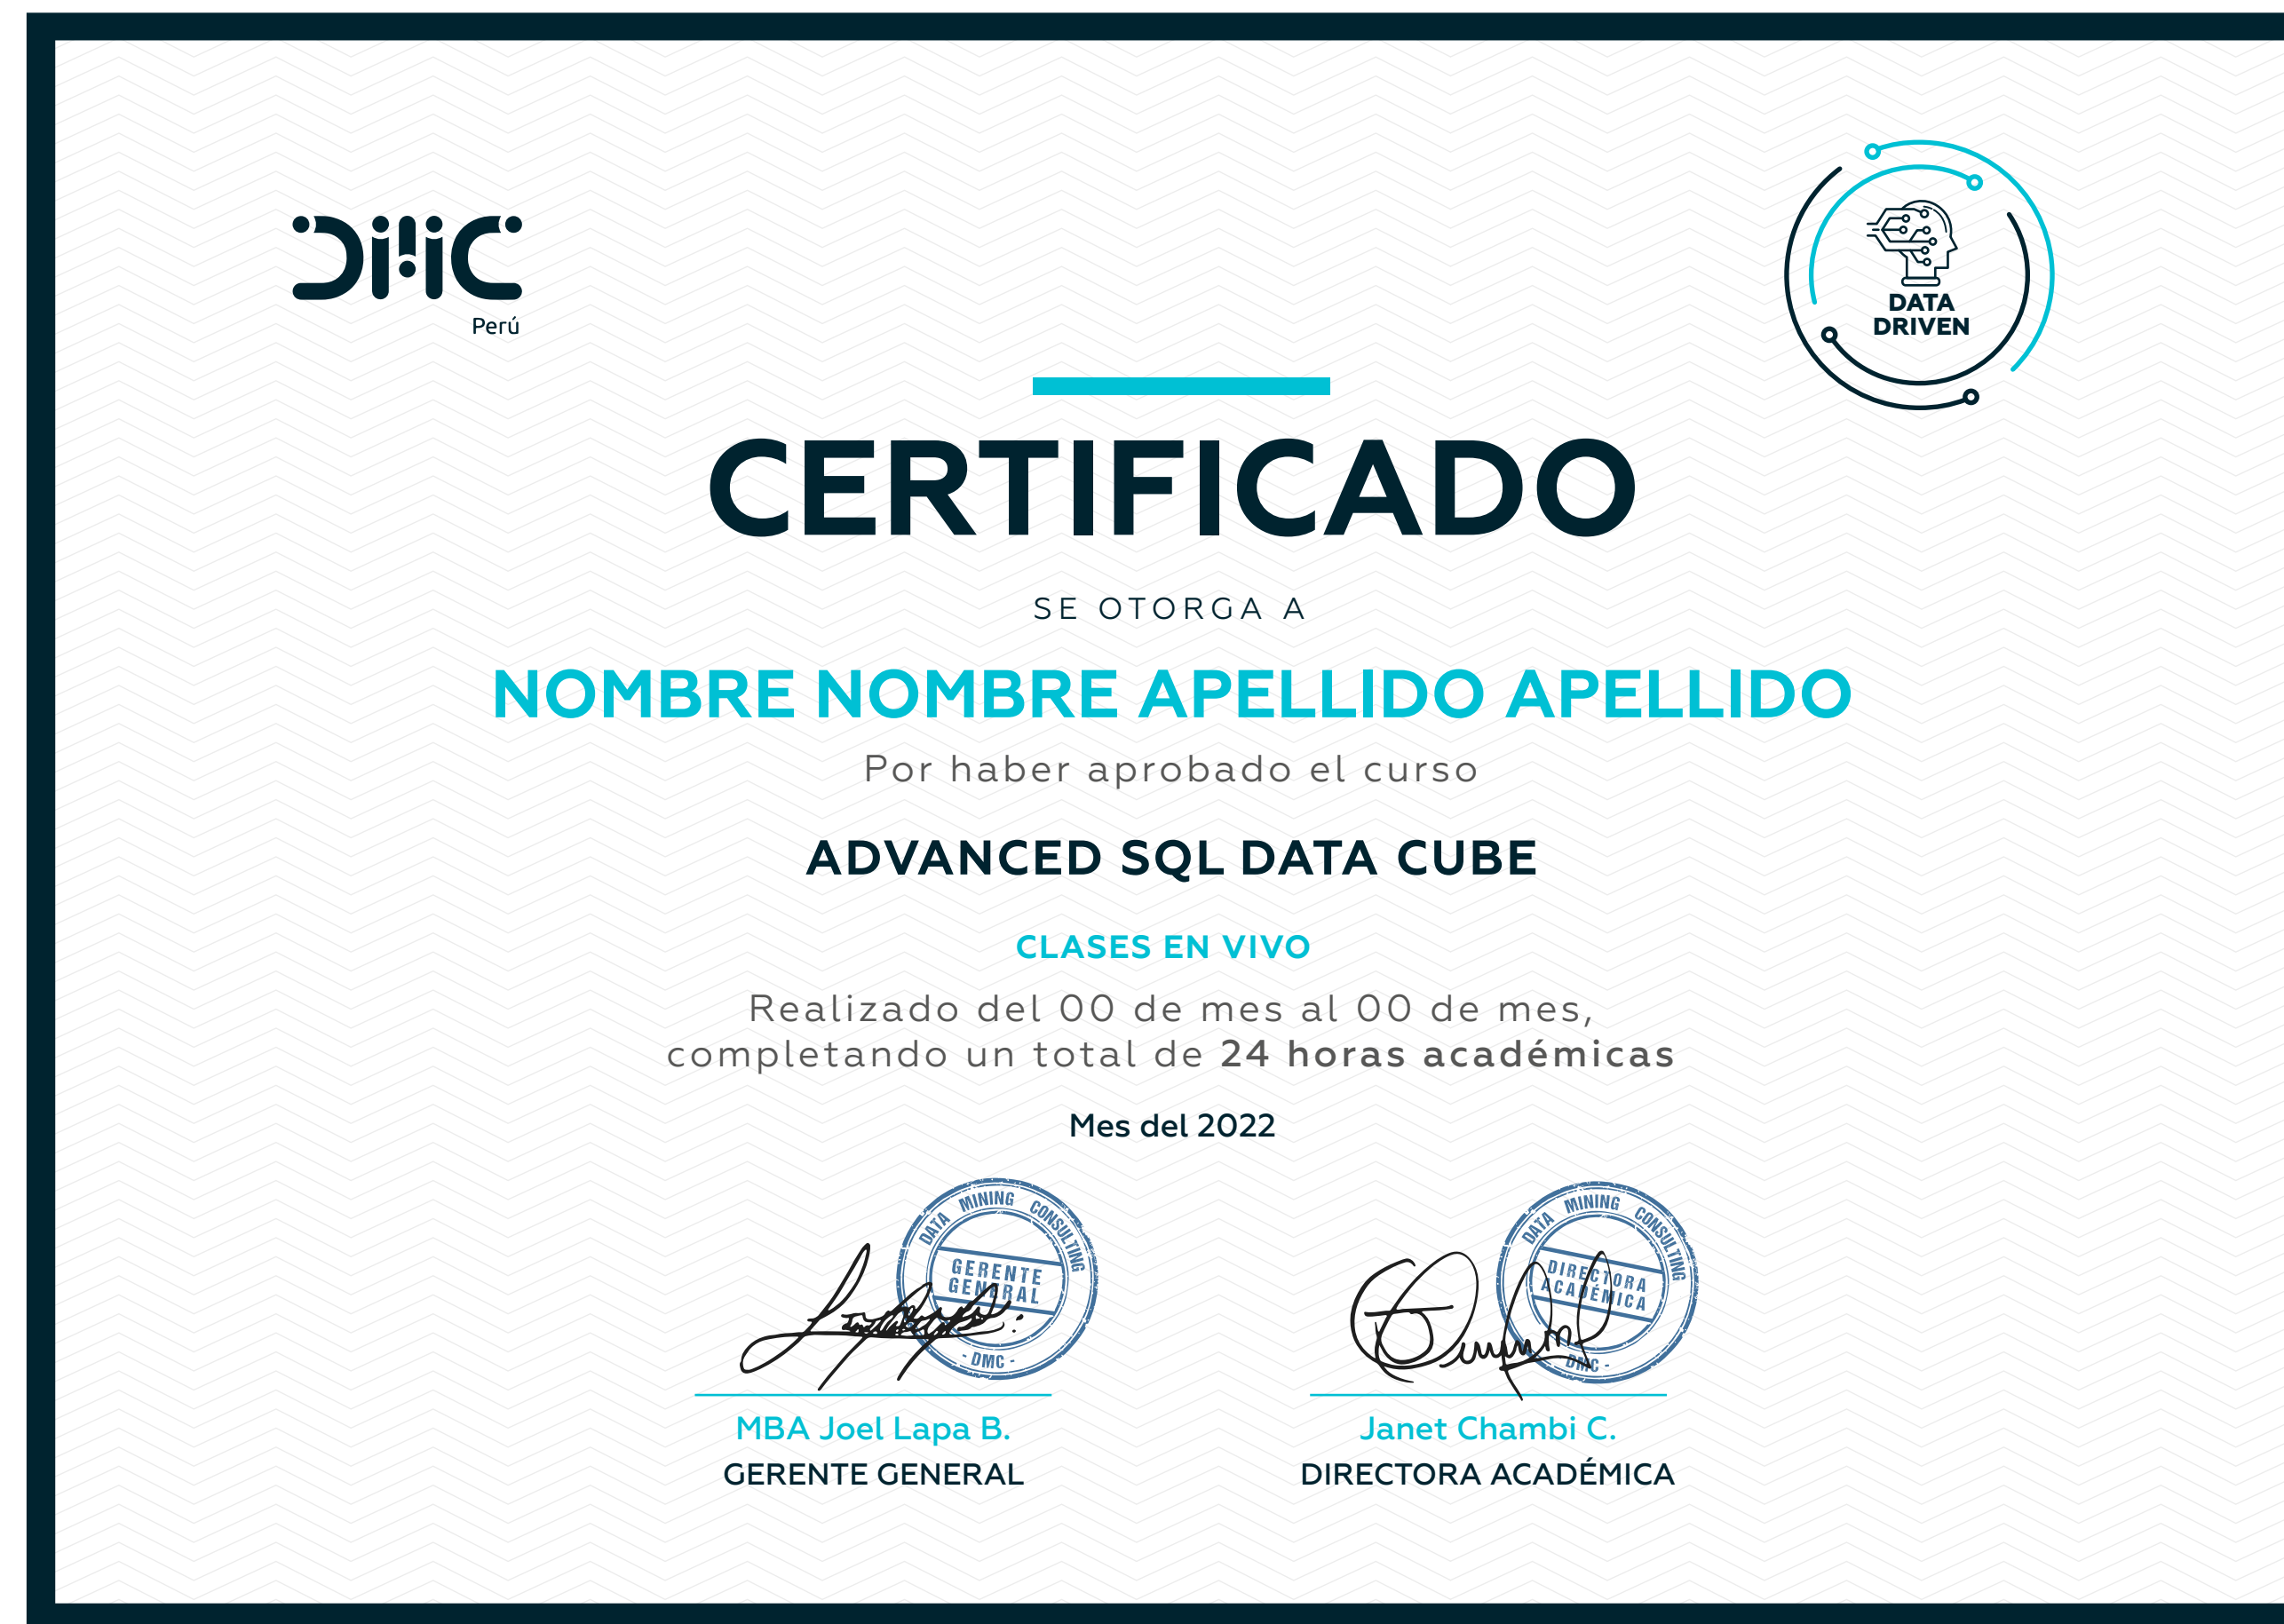 DMC
Perú
DATA
DRIVEN
CERTIFICADO
SE OTORGA A
NOMBRE NOMBRE APELLIDO APELLIDO
Por haber aprobado el curso
ADVANCED SQL DATA CUBE
CLASES EN VIVO
Realizado del 00 de mes al 00 de mes,
completando un total de 24 horas académicas
Mes del 2022
DATA MINING CONSULTING
GERENTE
GENERAL
- DMC -
MBA Joel Lapa B.
GERENTE GENERAL
DATA MINING CONSULTING
DIRECTORA
ACADÉMICA
- DMC -
Janet Chambi C.
DIRECTORA ACADÉMICA